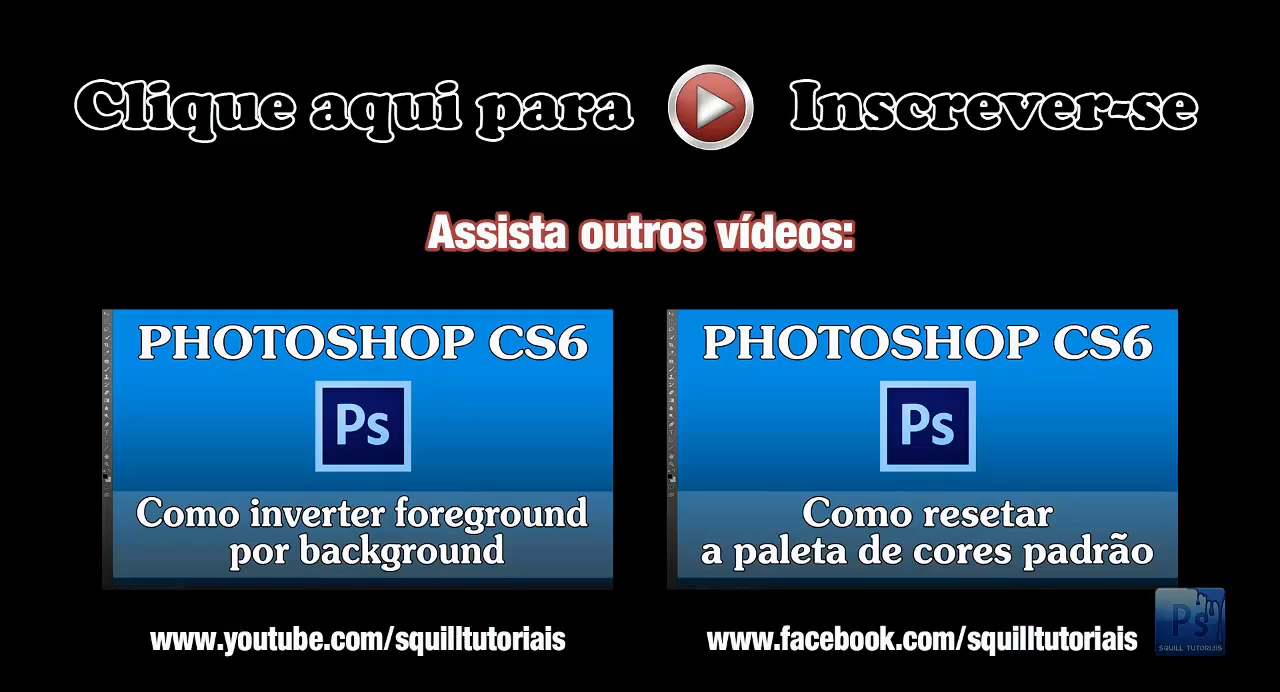 Clique aqui para Inscrever-se
Assista outros vídeos:
PHOTOSHOP CS6
Ps
Como inverter foreground
por background
PHOTOSHOP CS6
Ps
Como resetar
a paleta de cores padrão
www.youtube.com/squilltutoriais
www.facebook.com/squilltutoriais
Ps
SQUILL TUTORIAIS